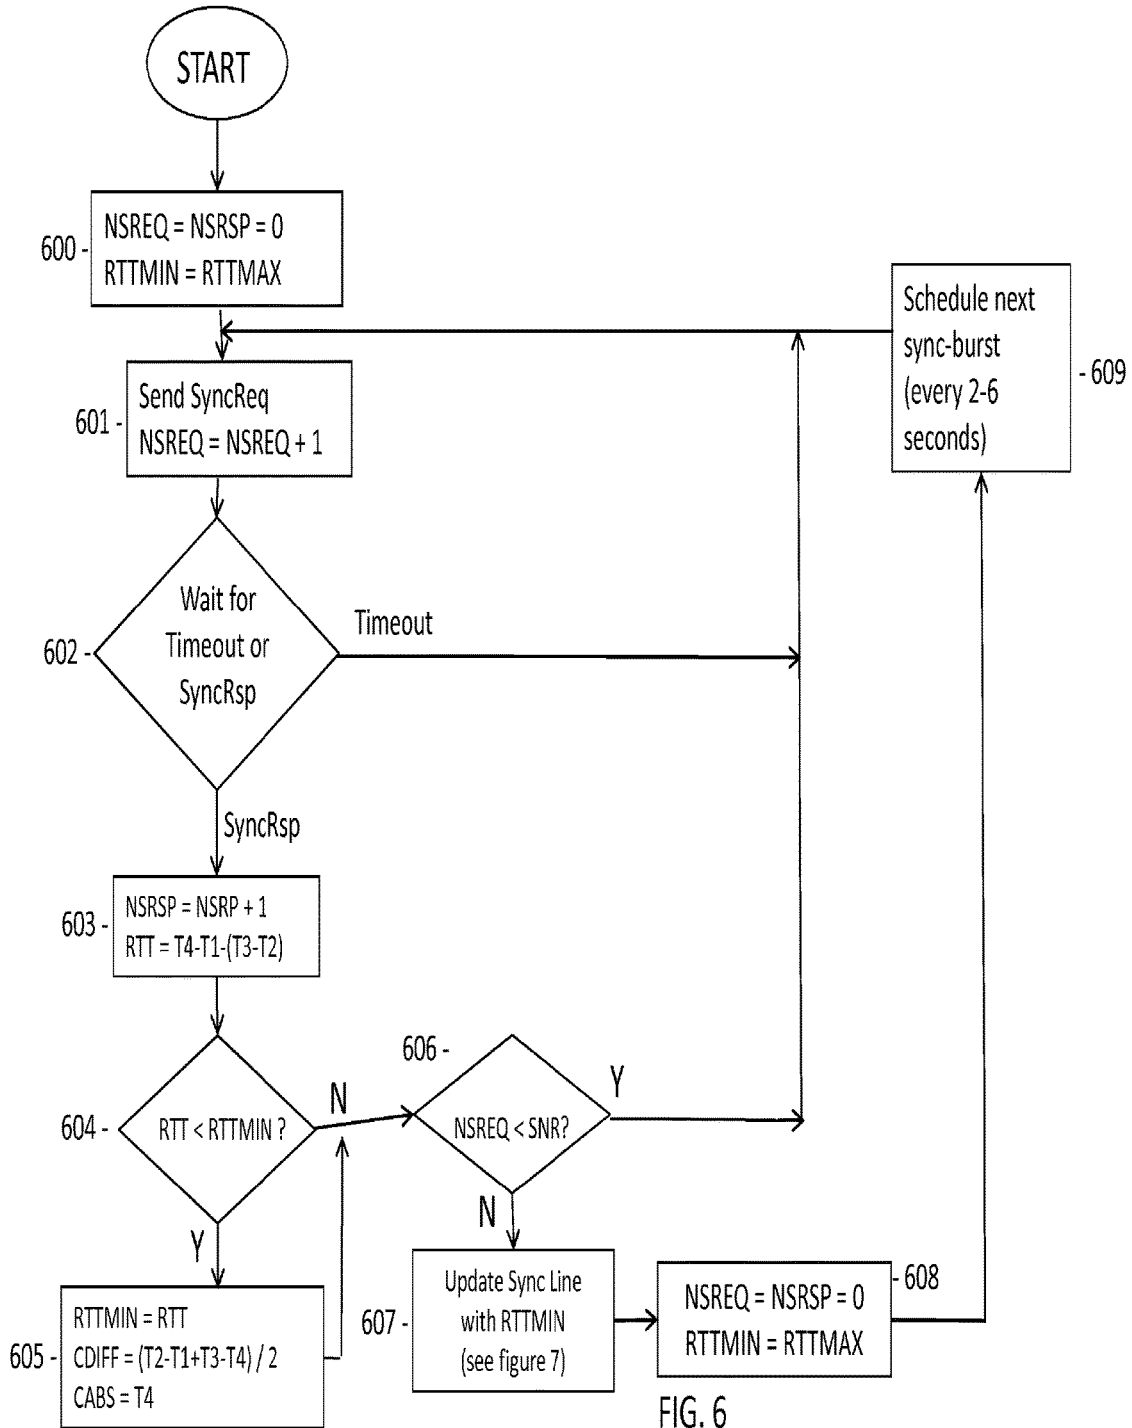 START
600 -
NSREQ = NSRSP = 0
RTTMIN = RTTMAX
Schedule next
sync-burst
(every 2-6
seconds)
- 609
601 -
Send SyncReq
NSREQ = NSREQ + 1
602 -
Wait for
Timeout or
SyncRsp
Timeout
SyncRsp
603 -
NSRSP = NSRP + 1
RTT = T4-T1-(T3-T2)
604 -
RTT < RTTMIN ?
N
Y
606 -
NSREQ < SNR?
Y
N
605 -
RTTMIN = RTT
CDIFF = (T2-T1+T3-T4) / 2
CABS = T4
607 -
Update Sync Line
with RTTMIN
(see figure 7)
- 608
NSREQ = NSRSP = 0
RTTMIN = RTTMAX
FIG. 6